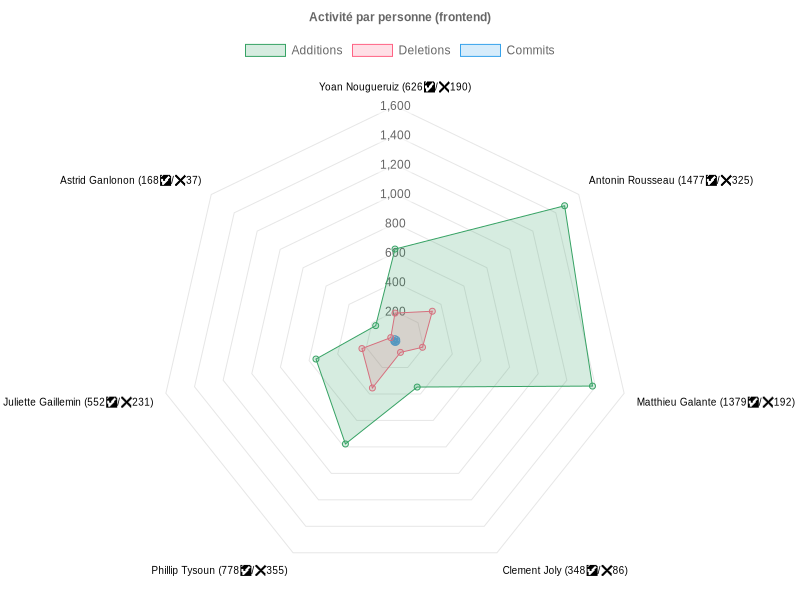 Activité par personne (frontend)
Additions Deletions Commits
Yoan Nougueruiz (626✅/❌190)
1,600
1,400
1,200
1,000
800
600
400
200
Astrid Ganlonon (168✅/❌37)
Antonin Rousseau (1477✅/❌325)
Juliette Gaillemin (552✅/❌231)
Matthieu Galante (1379✅/❌192)
Phillip Tysoun (778✅/❌355)
Clement Joly (348✅/❌86)